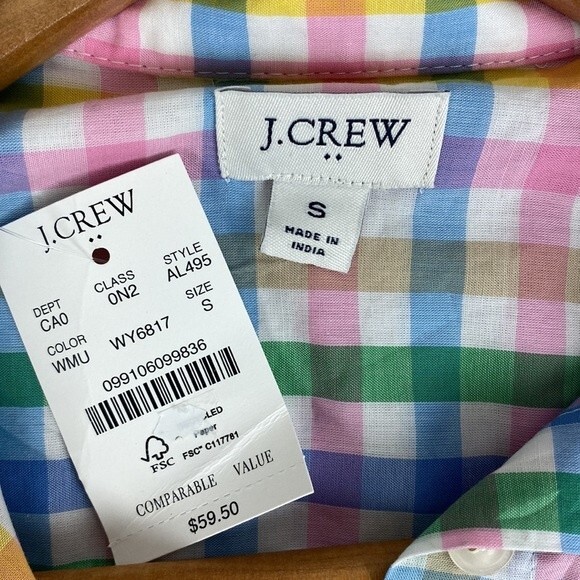 J.CREW
S
MADE IN
INDIA
J.CREW
DEPT CLASS STYLE
CA0 0N2 AL495
COLOR SIZE
WMU WY6817 S
099106099836
Paper
FSC FSC® C117781
COMPARABLE VALUE
$59.50